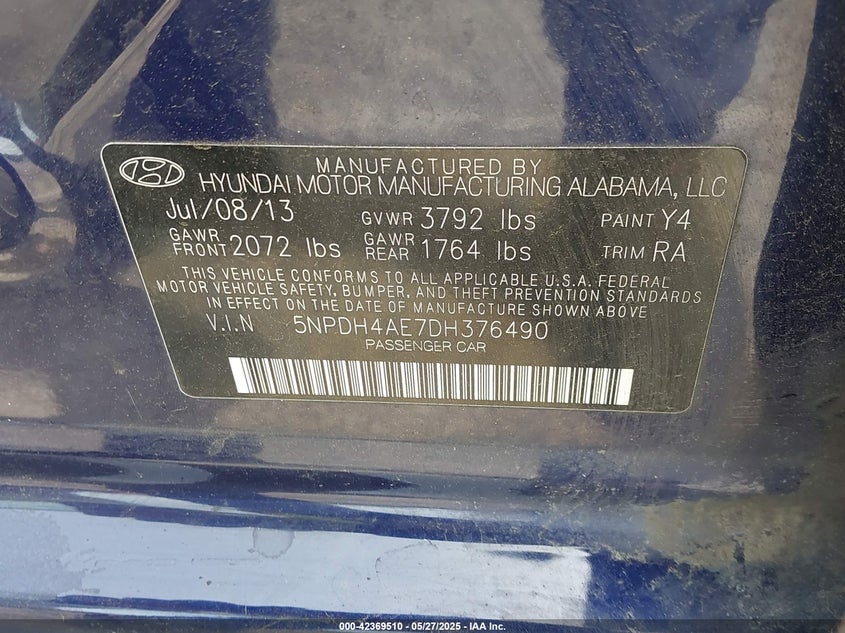 MANUFACTURED BY
HYUNDAI MOTOR MANUFACTURING ALABAMA, LLC
Jul/08/13 GVWR 3792 lbs PAINT Y4
GAWR FRONT 2072 lbs GAWR REAR 1764 lbs TRIM RA
THIS VEHICLE CONFORMS TO ALL APPLICABLE U.S.A. FEDERAL
MOTOR VEHICLE SAFETY, BUMPER, AND THEFT PREVENTION STANDARDS
IN EFFECT ON THE DATE OF MANUFACTURE SHOWN ABOVE
V.I.N 5NPDH4AE7DH376490
PASSENGER CAR
000-42369510 - 05/27/2025 - IAA Inc.